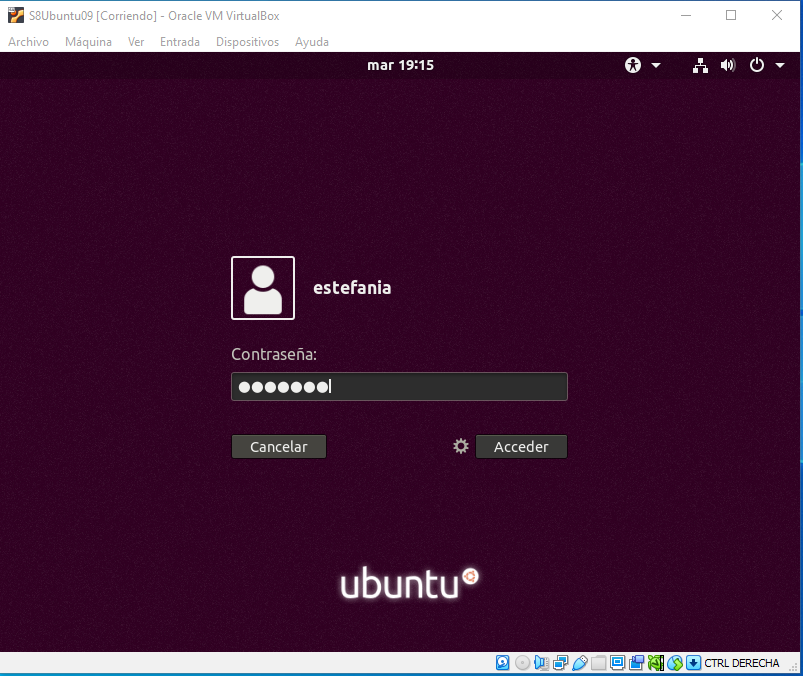 S8Ubuntu09 [Corriendo] - Oracle VM VirtualBox
Archivo Máquina Ver Entrada Dispositivos Ayuda
mar 19:15
estefania
Contraseña:
Cancelar Acceder
ubuntu
CTRL DERECHA